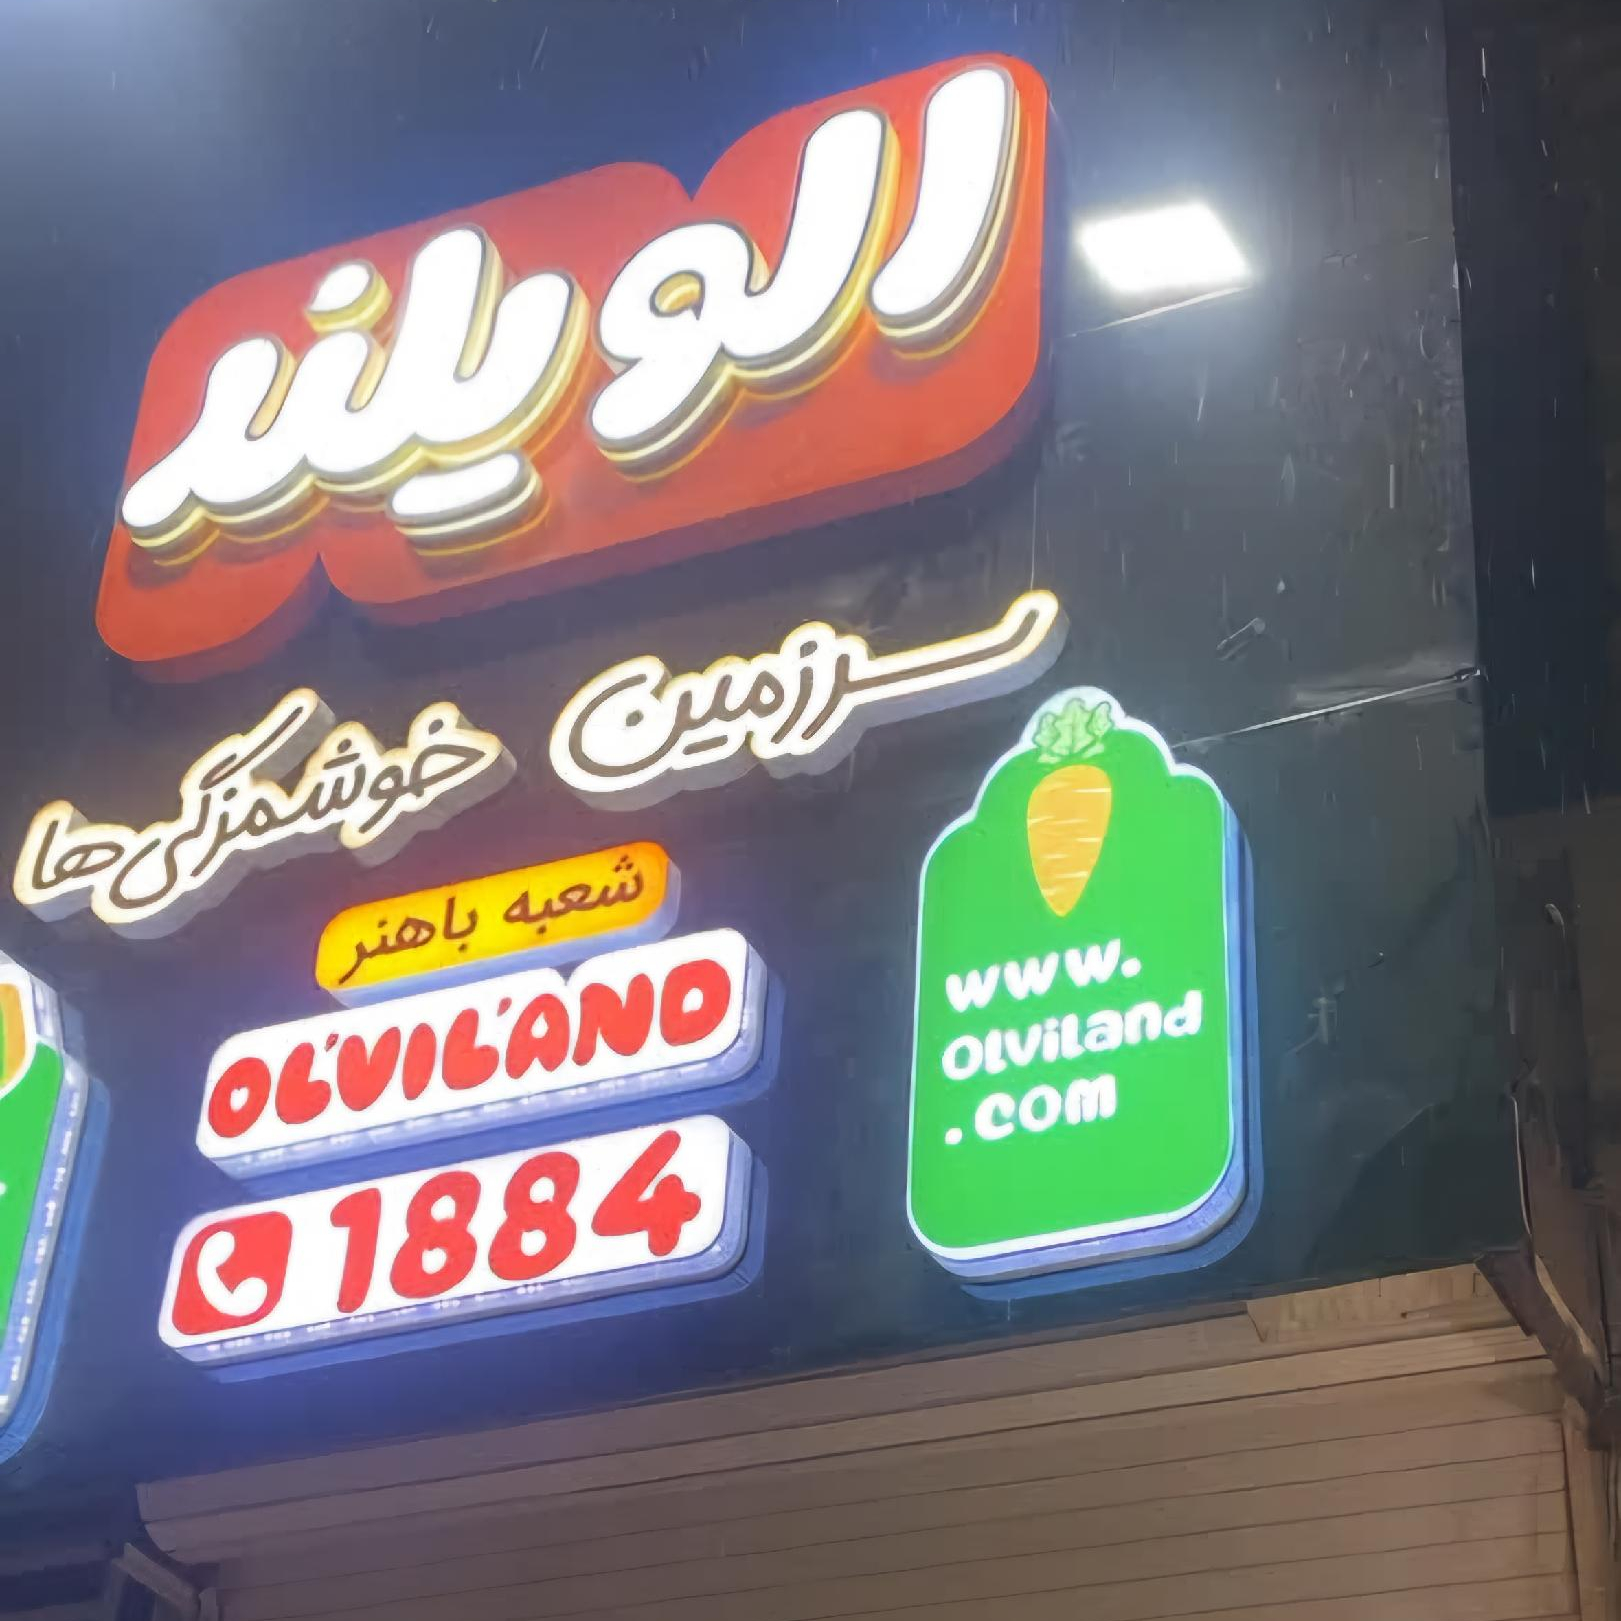 الویلند
سرزمین خوشمزگی‌ها
شعبه باهنر
OLVILAND
1884
www.
olviland
.com